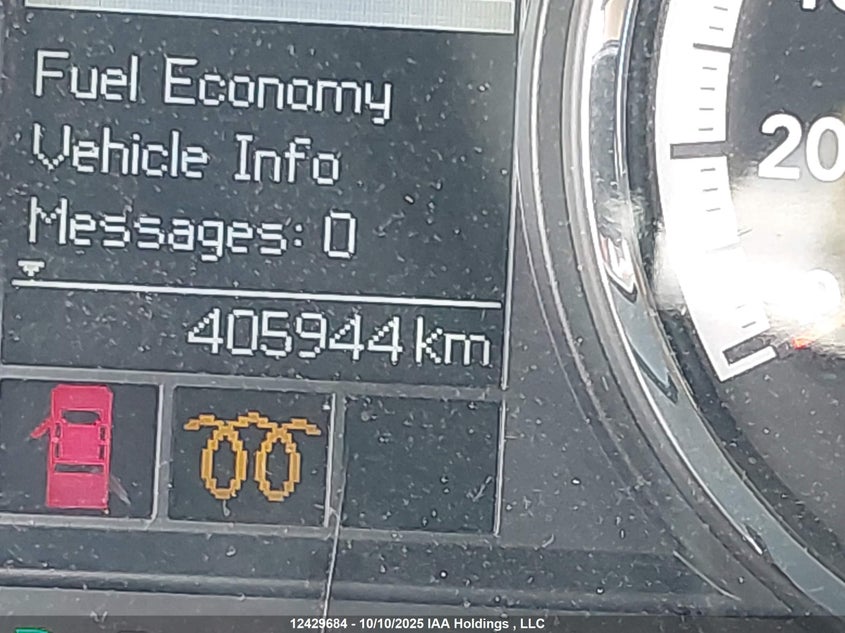 Fuel Economy
Vehicle Info
Messages: 0
405944 km
20
12429684 - 10/10/2025 IAA Holdings , LLC